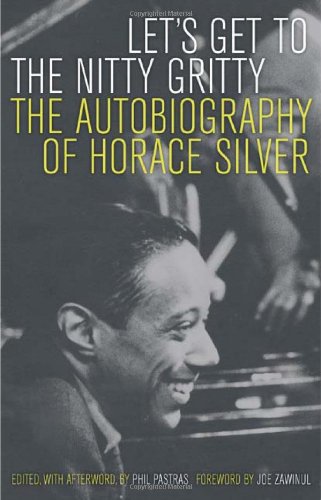 LET'S GET TO
THE NITTY GRITTY
THE AUTOBIOGRAPHY
OF HORACE SILVER
EDITED, WITH AFTERWORD, BY PHIL PASTRAS FOREWORD BY JOE ZAWINUL